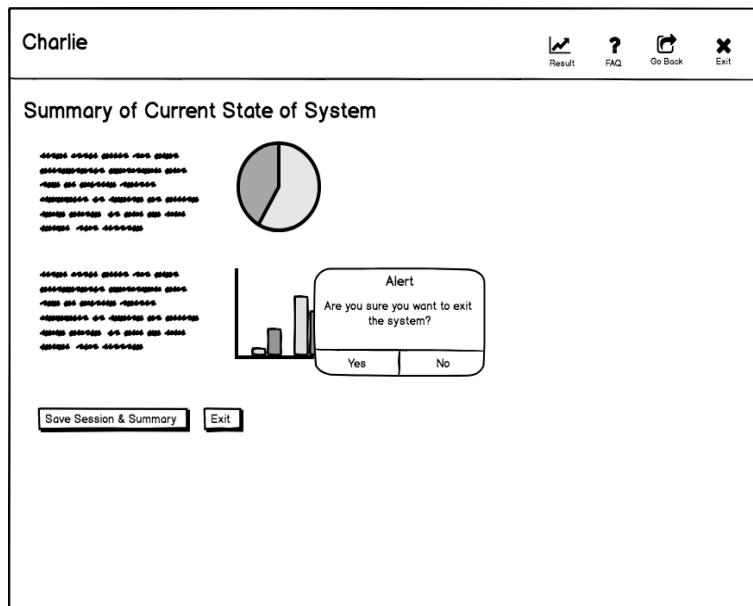 Charlie
Result
FAQ
Go Back
Exit
Summary of Current State of System
Alert
Are you sure you want to exit
the system?
Yes
No
Save Session & Summary
Exit